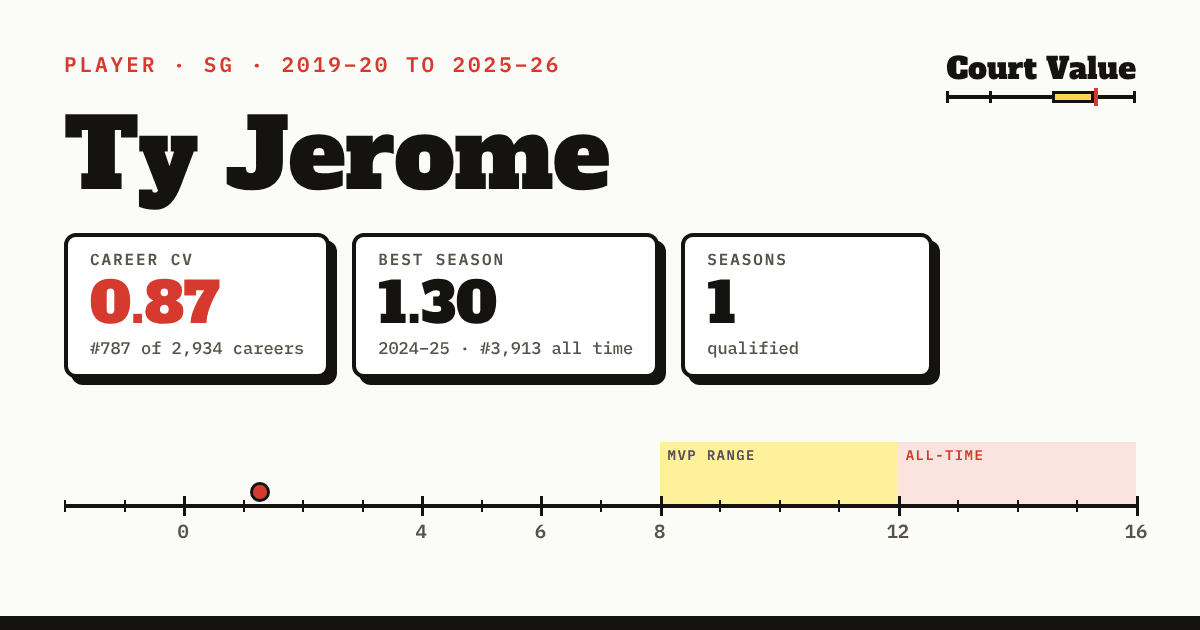 PLAYER · SG · 2019–20 TO 2025–26
Court Value
Ty Jerome
CAREER CV
0.87
#787 of 2,934 careers
BEST SEASON
1.30
2024–25 · #3,913 all time
SEASONS
1
qualified
MVP RANGE
ALL-TIME
0 4 6 8 12 16